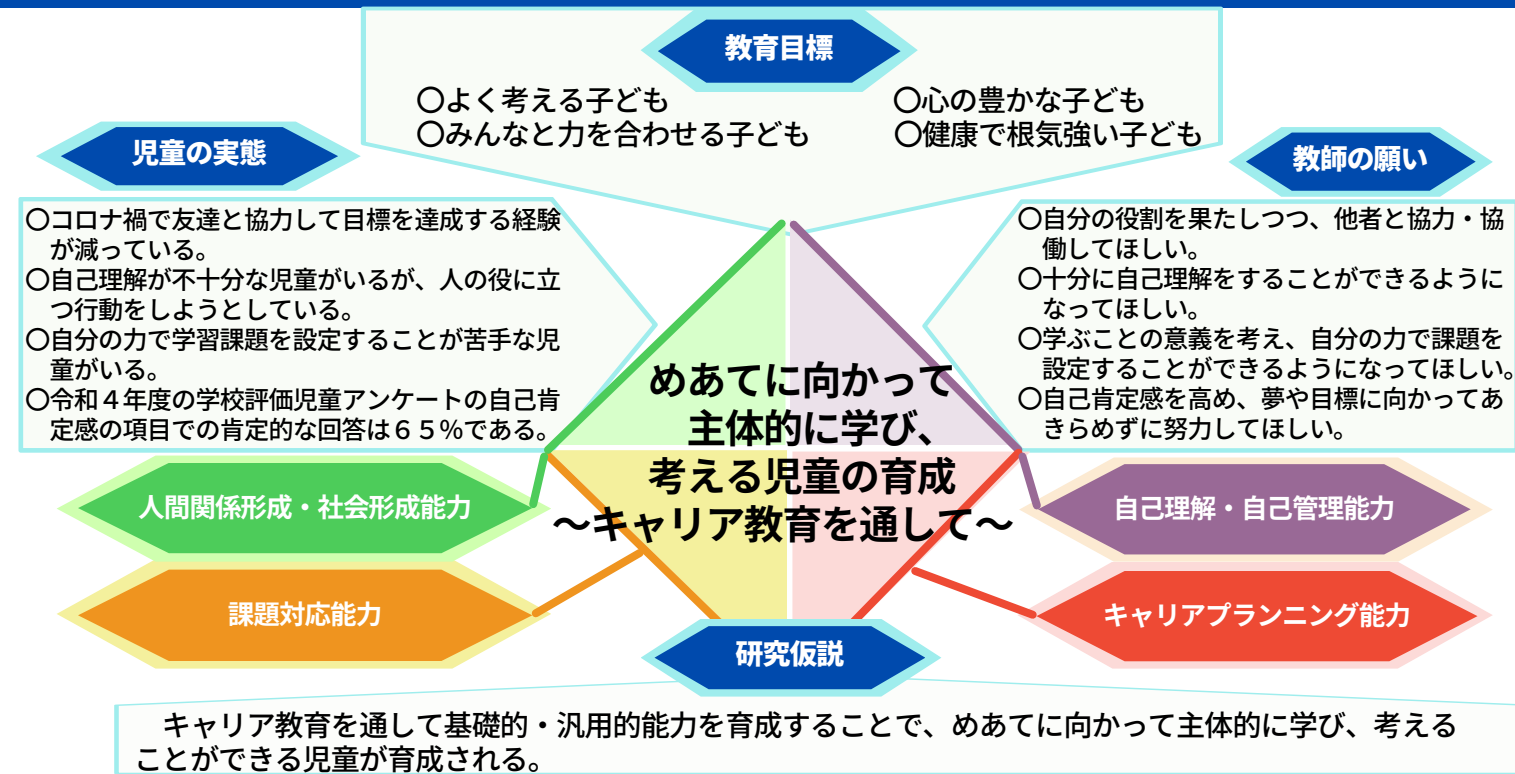 教育目標
〇よく考える子ども
〇心の豊かな子ども
〇みんなと力を合わせる子ども
〇健康で根気強い子ども
児童の実態
〇コロナ禍で友達と協力して目標を達成する経験
が減っている。
〇自己理解が不十分な児童がいるが、人の役に立
つ行動をしようとしている。
〇自分の力で学習課題を設定することが苦手な児
童がいる。
〇令和４年度の学校評価児童アンケートの自己肯
定感の項目での肯定的な回答は６５％である。
教師の願い
〇自分の役割を果たしつつ、他者と協力・協
働してほしい。
〇十分に自己理解をすることができるように
なってほしい。
〇学ぶことの意義を考え、自分の力で課題を
設定することができるようになってほしい。
〇自己肯定感を高め、夢や目標に向かってあ
きらめずに努力してほしい。
めあてに向かって
主体的に学び、
考える児童の育成
～キャリア教育を通して～
人間関係形成・社会形成能力
自己理解・自己管理能力
課題対応能力
キャリアプランニング能力
研究仮説
キャリア教育を通して基礎的・汎用的能力を育成することで、めあてに向かって主体的に学び、考える
ことができる児童が育成される。